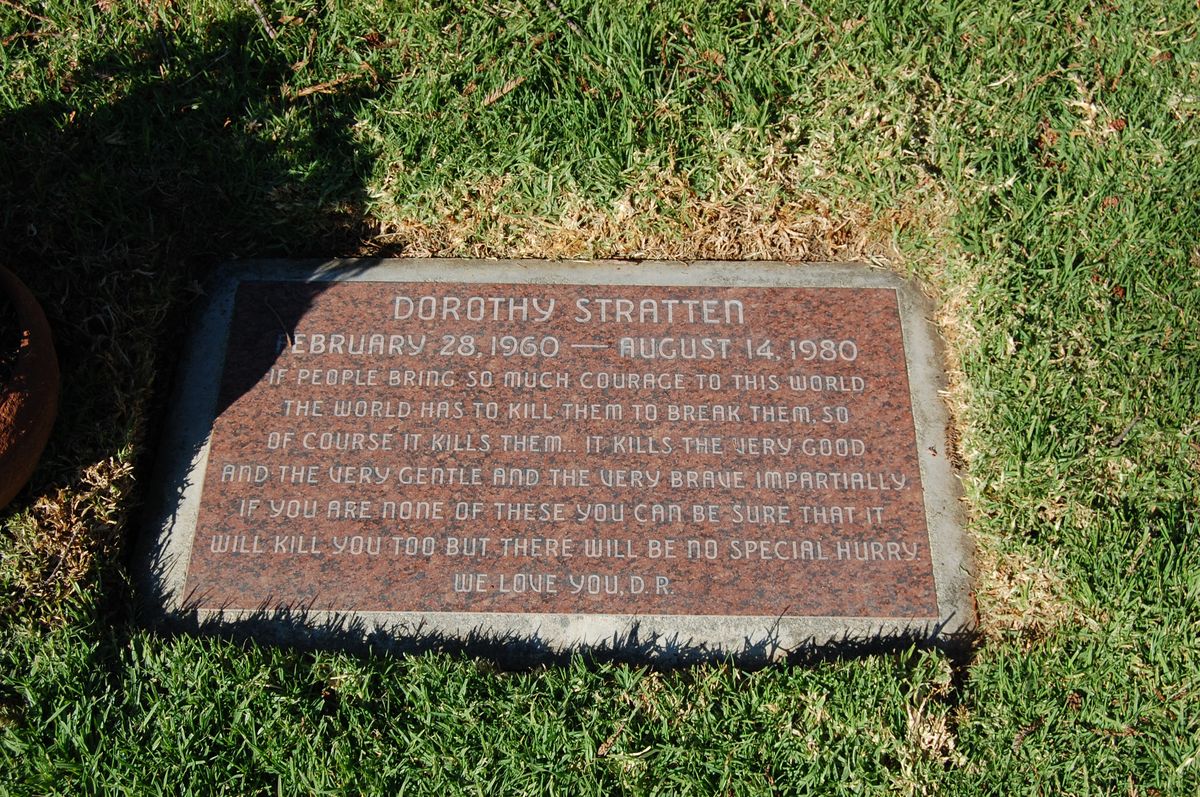 DOROTHY STRATTEN
FEBRUARY 28, 1960 — AUGUST 14, 1980
IF PEOPLE BRING SO MUCH COURAGE TO THIS WORLD
THE WORLD HAS TO KILL THEM TO BREAK THEM, SO
OF COURSE IT KILLS THEM... IT KILLS THE VERY GOOD
AND THE VERY GENTLE AND THE VERY BRAVE IMPARTIALLY.
IF YOU ARE NONE OF THESE YOU CAN BE SURE THAT IT
WILL KILL YOU TOO BUT THERE WILL BE NO SPECIAL HURRY.
WE LOVE YOU, D.R.